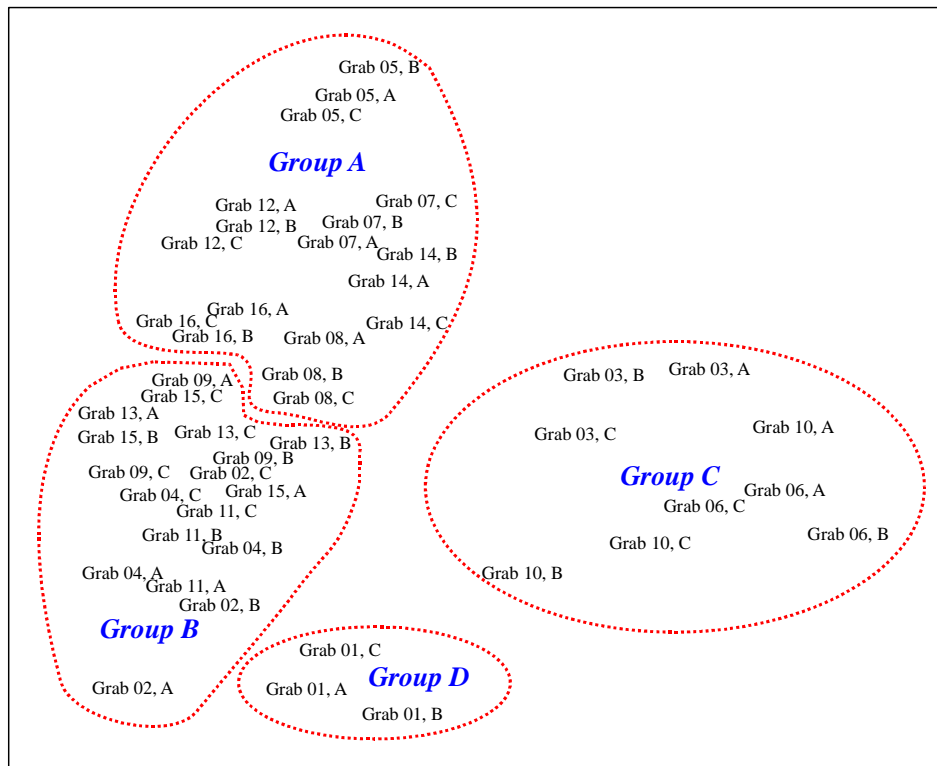 Grab 05, B
Grab 05, A
Grab 05, C
Group A
Grab 07, C
Grab 12, A
Grab 07, B
Grab 12, B
Grab 12, C
Grab 07, A
Grab 14, B
Grab 14, A
Grab 16, A
Grab 16, C
Grab 14, C
Grab 16, B
Grab 08, A
Grab 08, B
Grab 08, C
Grab 09, A
Grab 15, C
Grab 13, A
Grab 13, C
Grab 15, B
Grab 13, B
Grab 09, B
Grab 09, C
Grab 02, C
Grab 15, A
Grab 04, C
Grab 11, C
Grab 11, B
Grab 04, B
Grab 04, A
Grab 11, A
Grab 02, B
Group B
Grab 02, A
Grab 03, A
Grab 03, B
Grab 10, A
Grab 03, C
Group C
Grab 06, A
Grab 06, C
Grab 06, B
Grab 10, C
Grab 10, B
Grab 01, C
Group D
Grab 01, A
Grab 01, B